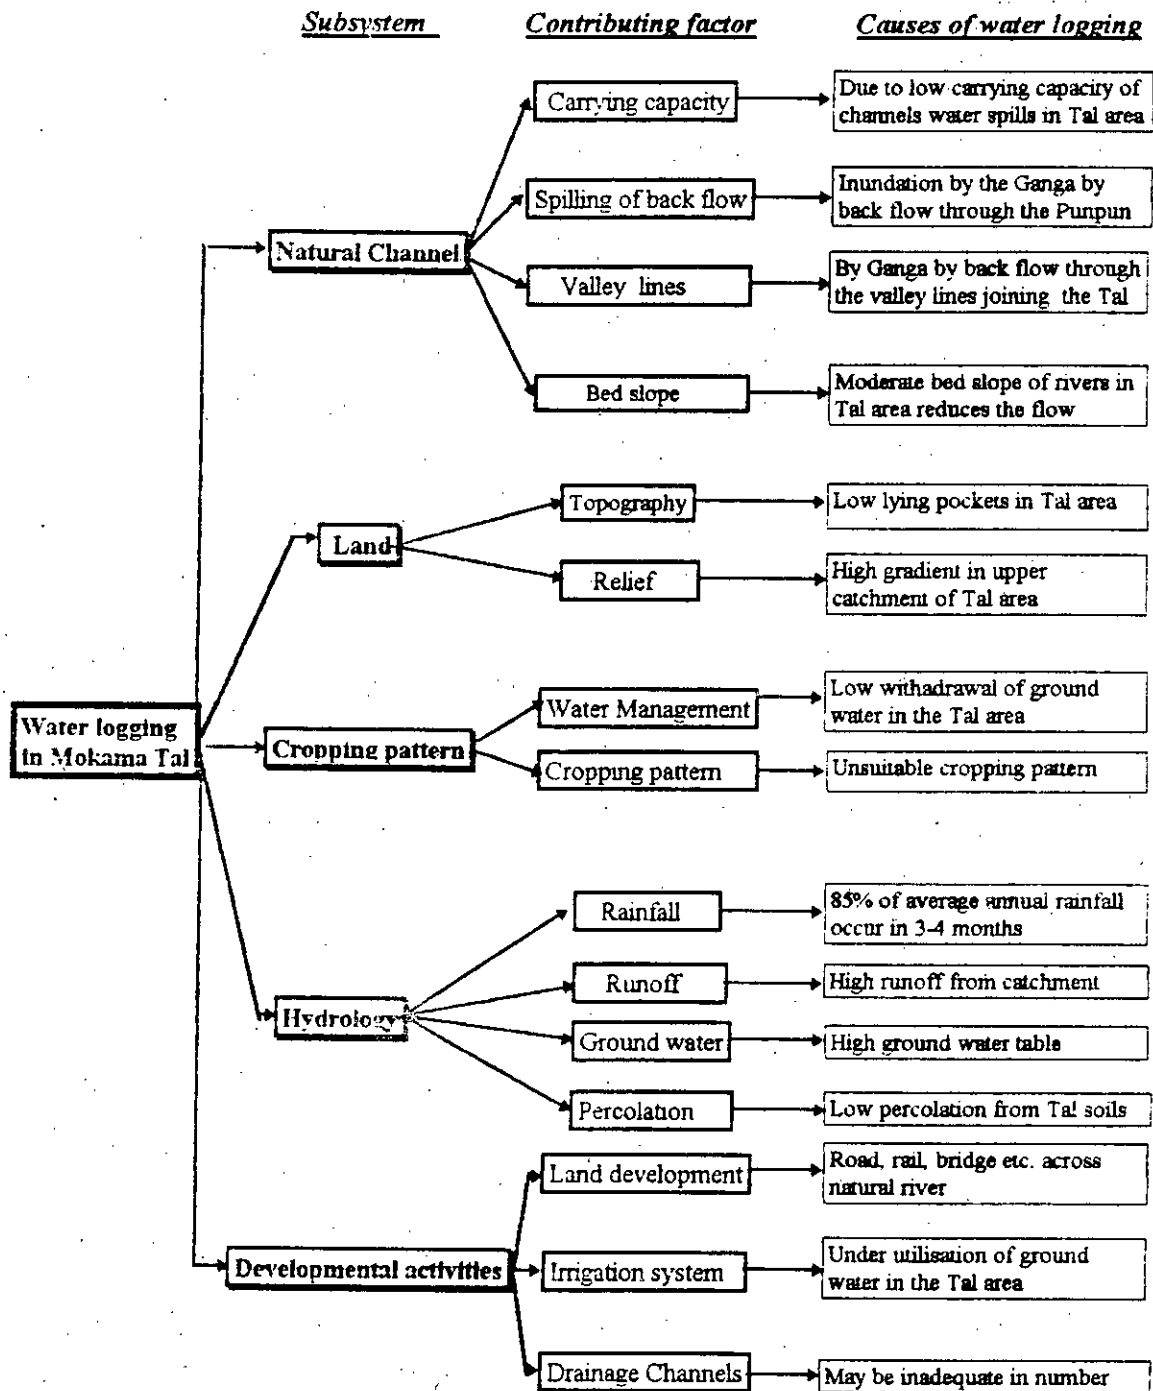 Subsystem Contributing factor Causes of water logging
Carrying capacity
Due to low carrying capacity of
channels water spills in Tal area
Spilling of back flow
Inundation by the Ganga by
back flow through the Punpun
Natural Channel
Valley lines
By Ganga by back flow through
the valley lines joining the Tal
Bed slope
Moderate bed slope of rivers in
Tal area reduces the flow
Topography
Low lying pockets in Tal area
Land
Relief
High gradient in upper
catchment of Tal area
Water logging
in Mokama Tal
Cropping pattern
Water Management
Low withadrawal of ground
water in the Tal area
Cropping pattern
Unsuitable cropping pattern
Rainfall
85% of average annual rainfall
occur in 3-4 months
Runoff
High runoff from catchment
Hydrology
Ground water
High ground water table
Percolation
Low percolation from Tal soils
Land development
Road, rail, bridge etc. across
natural river
Developmental activities
Irrigation system
Under utilisation of ground
water in the Tal area
Drainage Channels
May be inadequate in number